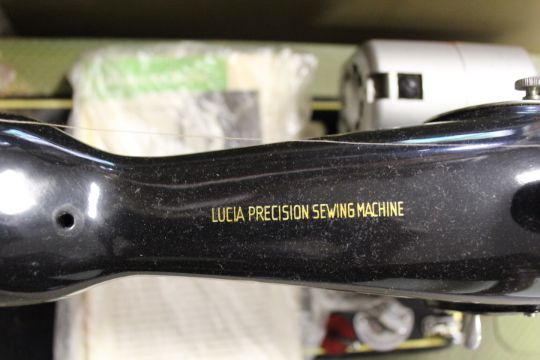 LUCIA PRECISION SEWING MACHINE